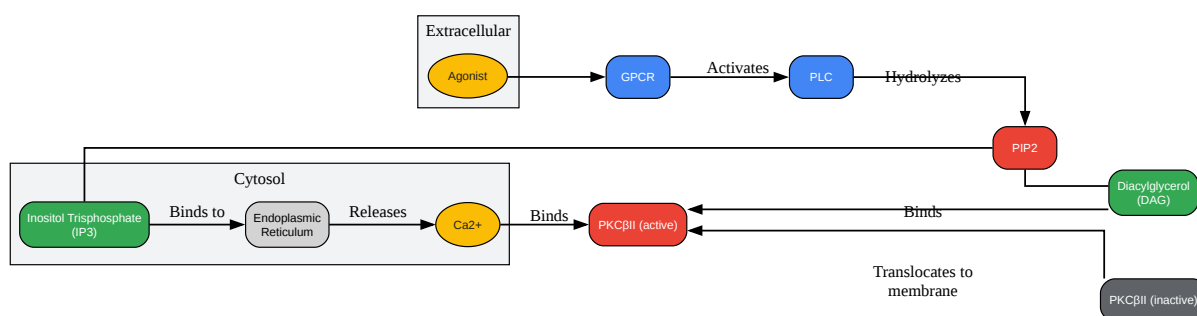 Extracellular
Agonist
GPCR
Activates
PLC
Hydrolyzes
PIP2
Cytosol
Inositol Trisphosphate
(IP3)
Binds to
Endoplasmic
Reticulum
Releases
Ca2+
Binds
PKCβII (active)
Binds
Diacylglycerol
(DAG)
Translocates to
membrane
PKCβII (inactive)